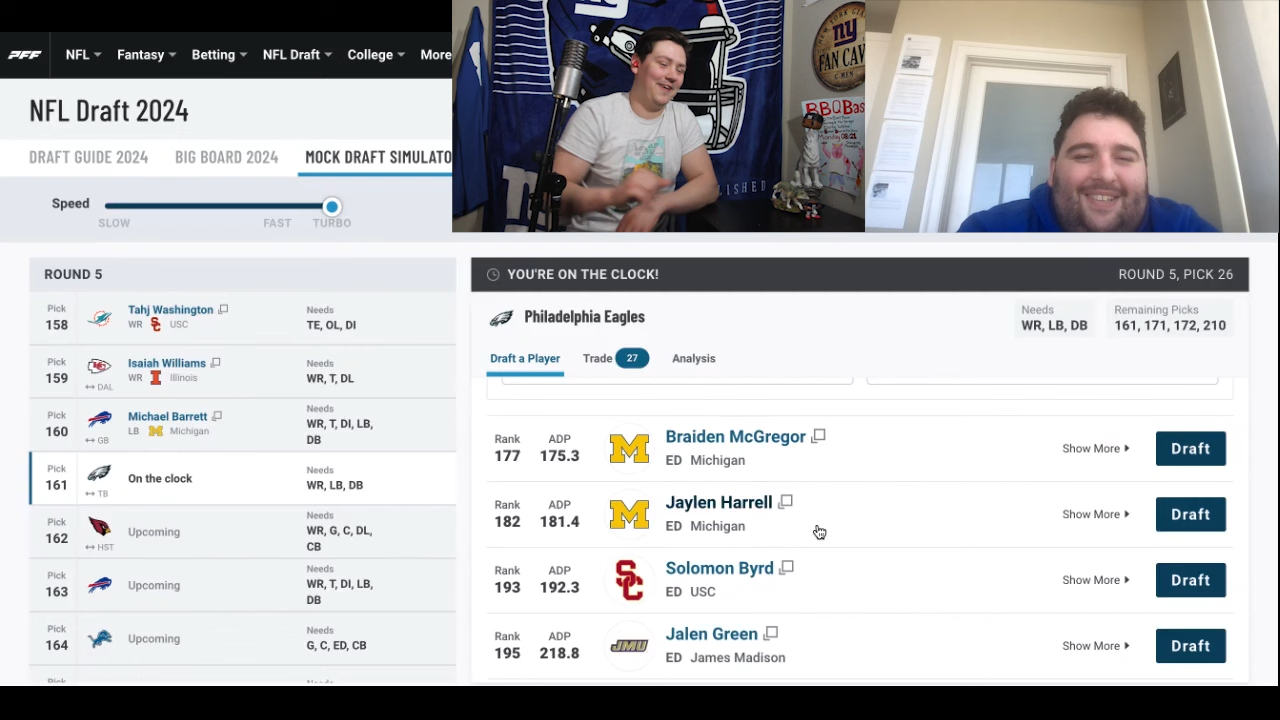 PFF
NFL
Fantasy
Betting
NFL Draft
College
More
NFL Draft 2024
DRAFT GUIDE 2024
BIG BOARD 2024
MOCK DRAFT SIMULATO
Speed
SLOW
FAST
TURBO
ny
FAN CAVE
BBQBas
LISHED
ROUND 5
Pick
158
Tahj Washington
WR USC
Needs
TE, OL, DI
Pick
159
↔ DAL
Isaiah Williams
WR Illinois
Needs
WR, T, DL
Pick
160
↔ GB
Michael Barrett
LB Michigan
Needs
WR, T, DI, LB,
DB
Pick
161
↔ TB
On the clock
Needs
WR, LB, DB
Pick
162
↔ HST
Upcoming
Needs
WR, G, C, DL,
CB
Pick
163
Upcoming
Needs
WR, T, DI, LB,
DB
Pick
164
Upcoming
Needs
G, C, ED, CB
Pick
Needs
YOU'RE ON THE CLOCK!
ROUND 5, PICK 26
Philadelphia Eagles
Needs
WR, LB, DB
Remaining Picks
161, 171, 172, 210
Draft a Player
Trade 27
Analysis
Rank
177
ADP
175.3
Braiden McGregor
ED Michigan
Show More
Draft
Rank
182
ADP
181.4
Jaylen Harrell
ED Michigan
Show More
Draft
Rank
193
ADP
192.3
Solomon Byrd
ED USC
Show More
Draft
Rank
195
ADP
218.8
JMU
Jalen Green
ED James Madison
Show More
Draft